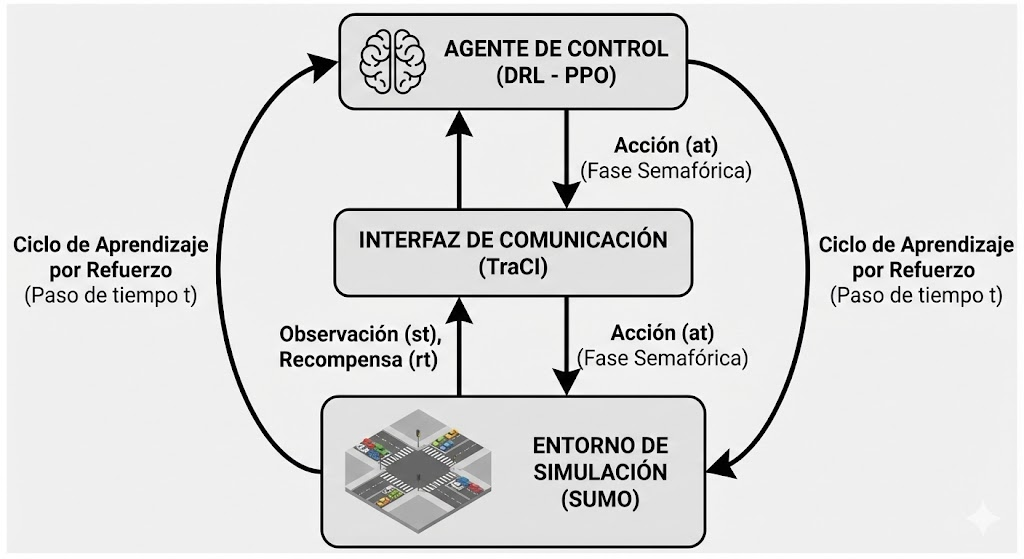 AGENTE DE CONTROL
(DRL - PPO)
Acción (at)
(Fase Semafórica)
INTERFAZ DE COMUNICACIÓN
(TraCI)
Ciclo de Aprendizaje
por Refuerzo
(Paso de tiempo t)
Ciclo de Aprendizaje
por Refuerzo
(Paso de tiempo t)
Observación (st),
Recompensa (rt)
Acción (at)
(Fase Semafórica)
ENTORNO DE
SIMULACIÓN
(SUMO)